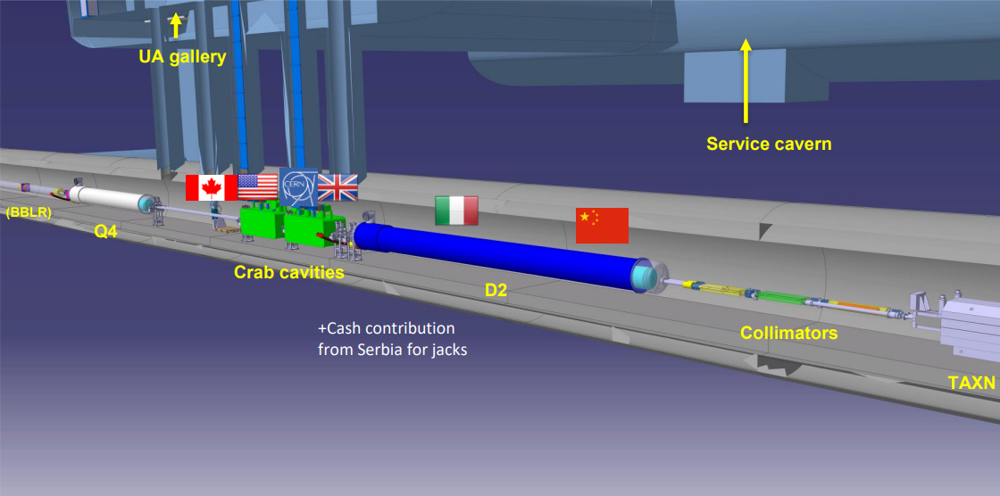 UA gallery
Service cavern
CERN
(BBLR)
Q4
Crab cavities
D2
+Cash contribution
from Serbia for jacks
Collimators
TAXN